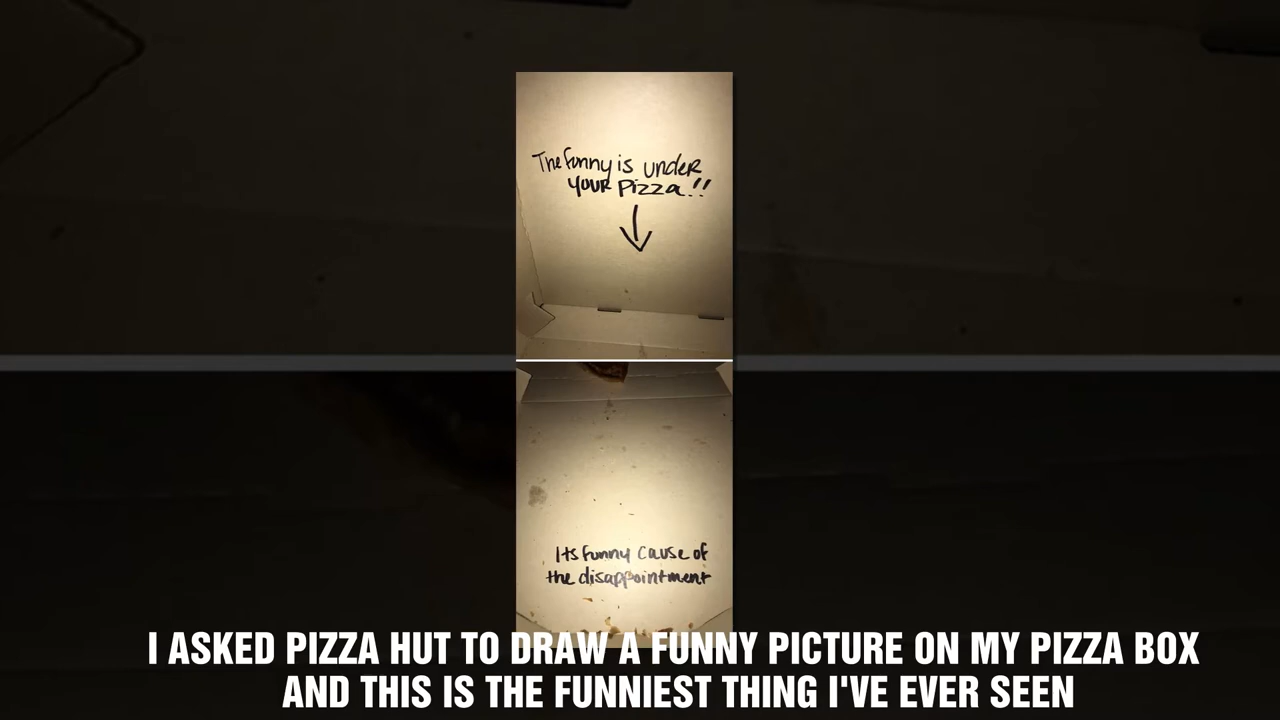 The funny is under
your pizza!!
Its funny cause of
the disappointment
I ASKED PIZZA HUT TO DRAW A FUNNY PICTURE ON MY PIZZA BOX
AND THIS IS THE FUNNIEST THING I'VE EVER SEEN